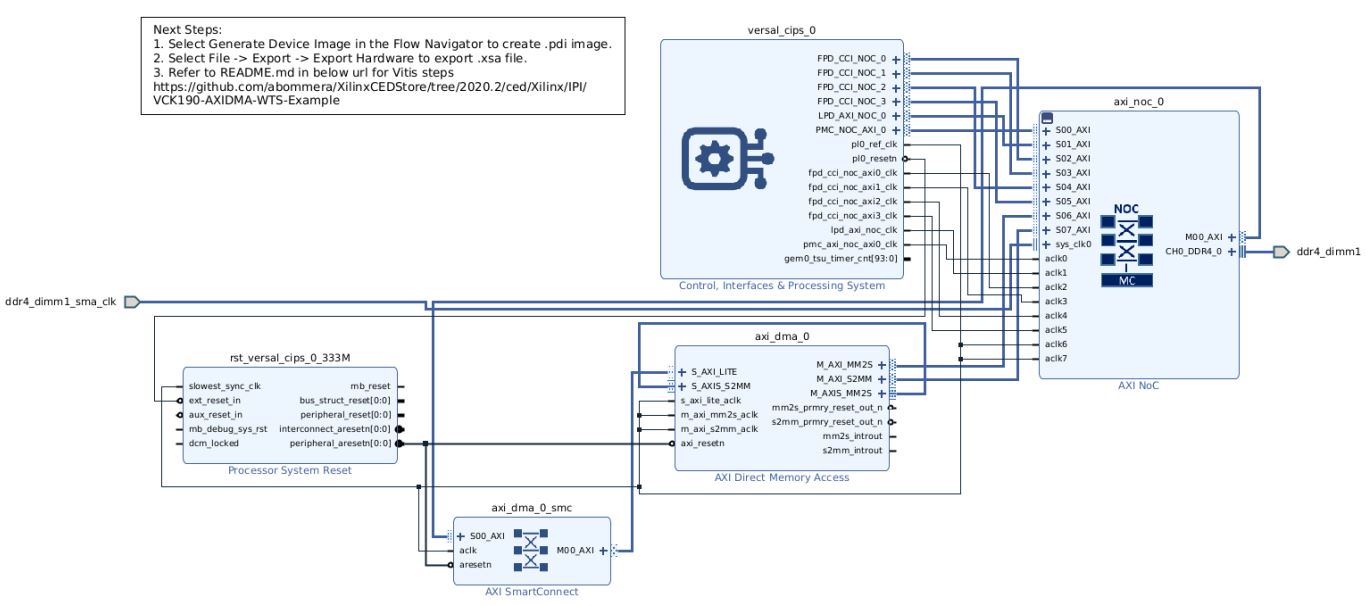 Next Steps:
1. Select Generate Device Image in the Flow Navigator to create .pdi image.
2. Select File -> Export -> Export Hardware to export .xsa file.
3. Refer to README.md in below url for Vitis steps
https://github.com/abommera/XilinxCEDStore/tree/2020.2/ced/Xilinx/IPI/
VCK190-AXIDMA-WTS-Example
versal_cips_0
FPD_CCI_NOC_0
FPD_CCI_NOC_1
FPD_CCI_NOC_2
FPD_CCI_NOC_3
LPD_AXI_NOC_0
PMC_NOC_AXI_0
pl0_ref_clk
pl0_resetn
fpd_cci_noc_axi0_clk
fpd_cci_noc_axi1_clk
fpd_cci_noc_axi2_clk
fpd_cci_noc_axi3_clk
lpd_axi_noc_clk
pmc_axi_noc_axi0_clk
gem0_tsu_timer_cnt[93:0]
Control, Interfaces & Processing System
axi_noc_0
S00_AXI
S01_AXI
S02_AXI
S03_AXI
S04_AXI
S05_AXI
S06_AXI
S07_AXI
sys_clk0
aclk0
aclk1
aclk2
aclk3
aclk4
aclk5
aclk6
aclk7
NOC
MC
M00_AXI
CH0_DDR4_0
AXI NoC
ddr4_dimm1
ddr4_dimm1_sma_clk
rst_versal_cips_0_333M
slowest_sync_clk
ext_reset_in
aux_reset_in
mb_debug_sys_rst
dcm_locked
mb_reset
bus_struct_reset[0:0]
peripheral_reset[0:0]
interconnect_aresetn[0:0]
peripheral_aresetn[0:0]
Processor System Reset
axi_dma_0
S_AXI_LITE
S_AXIS_S2MM
s_axi_lite_aclk
m_axi_mm2s_aclk
m_axi_s2mm_aclk
axi_resetn
M_AXI_MM2S
M_AXI_S2MM
M_AXIS_MM2S
mm2s_prmry_reset_out_n
s2mm_prmry_reset_out_n
mm2s_introut
s2mm_introut
AXI Direct Memory Access
axi_dma_0_smc
S00_AXI
aclk
aresetn
M00_AXI
AXI SmartConnect